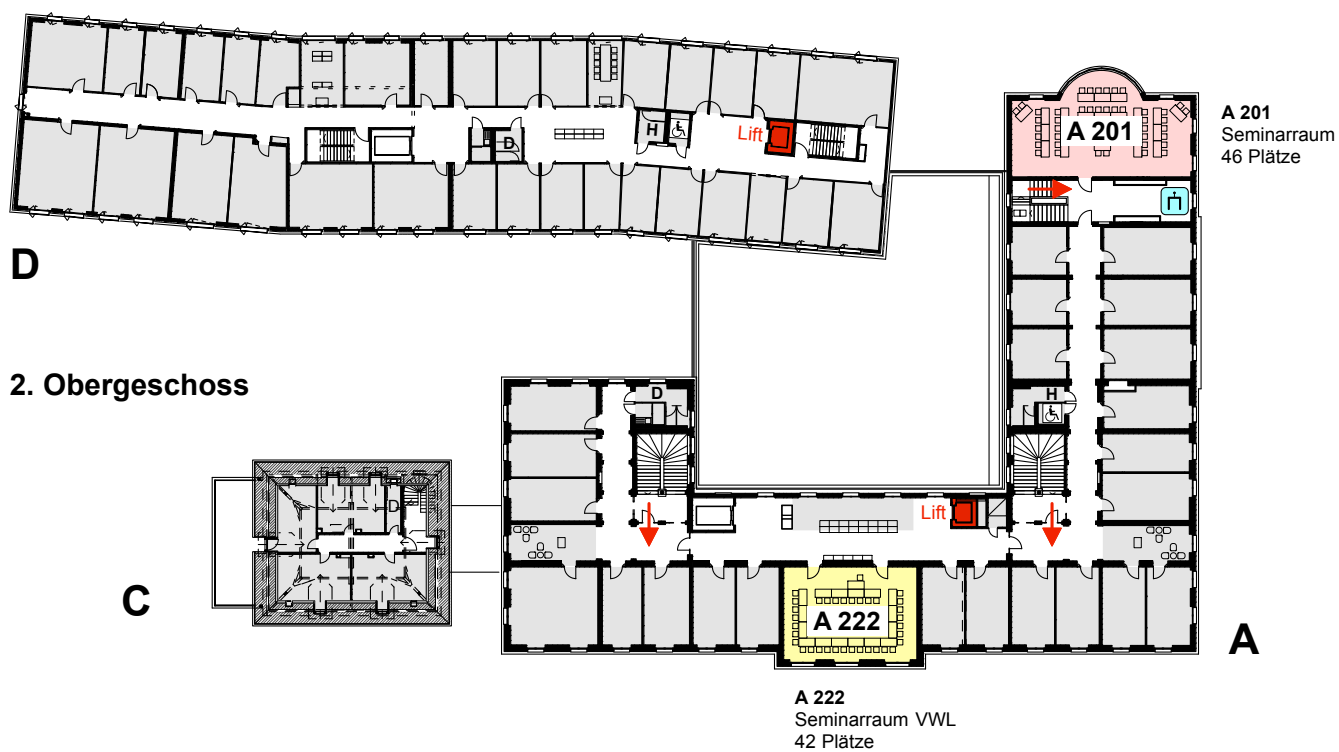 H
D
Lift
A 201
A 201
Seminarraum
46 Plätze
D
2. Obergeschoss
D
H
D
Lift
C
A 222
A
A 222
Seminarraum VWL
42 Plätze